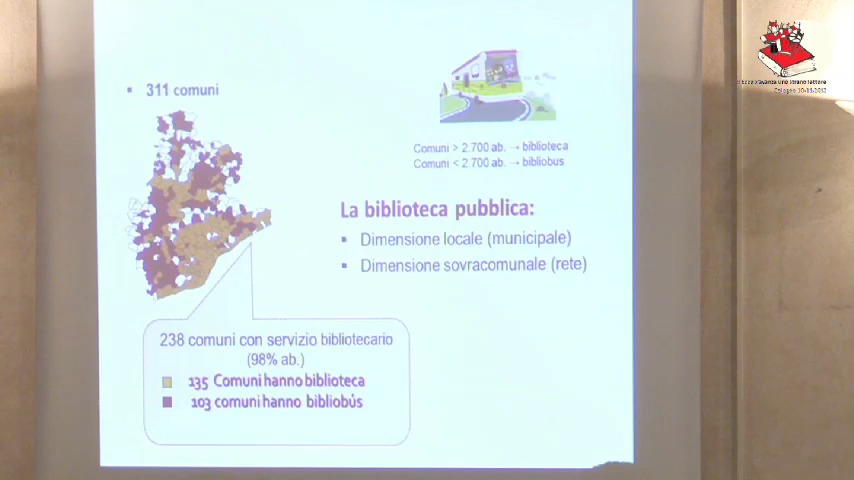 311 comuni
Comuni > 2.700 ab. → biblioteca
Comuni < 2.700 ab. → bibliobus
La biblioteca pubblica:
Dimensione locale (municipale)
Dimensione sovracomunale (rete)
238 comuni con servizio bibliotecario
(98% ab.)
135 Comuni hanno biblioteca
103 comuni hanno bibliobús